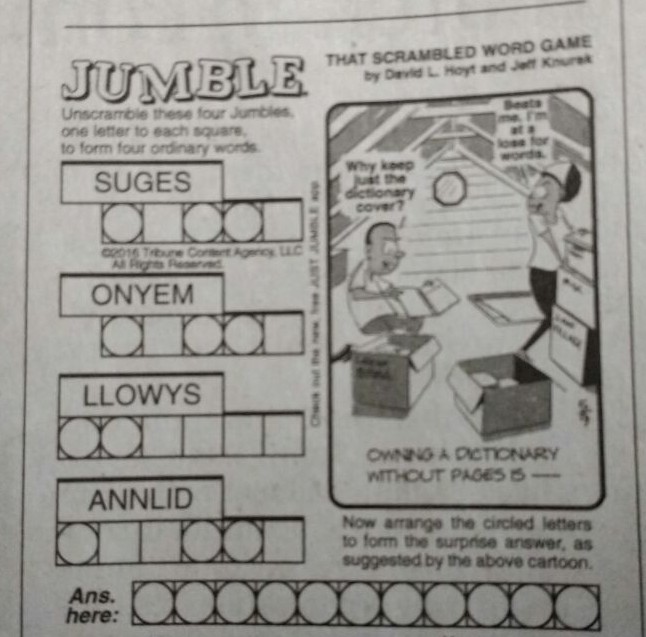 JUMBLE
THAT SCRAMBLED WORD GAME
by David L. Hoyt and Jeff Knurek
Unscramble these four Jumbles,
one letter to each square,
to form four ordinary words.
SUGES
©2016 Tribune Content Agency, LLC
All Rights Reserved.
ONYEM
LLOWYS
ANNLID
Check out the new, free JUST JUMBLE app
Why keep
just the
dictionary
cover?
Beats
me. I'm
at a
loss for
words.
OWNING A DICTIONARY
WITHOUT PAGES IS ——
Now arrange the circled letters
to form the surprise answer, as
suggested by the above cartoon.
Ans.
here: